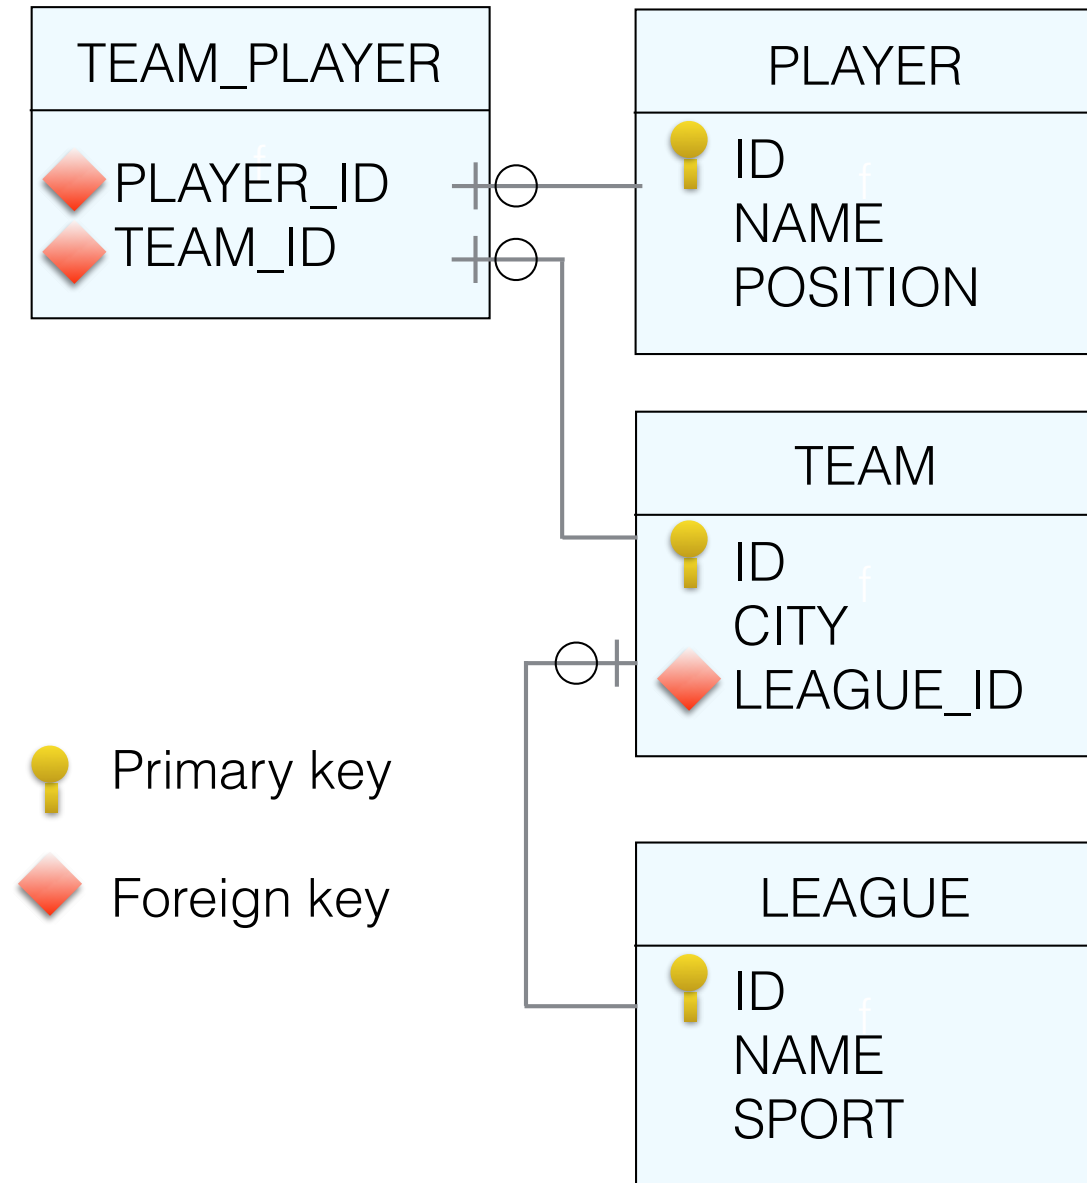 TEAM_PLAYER
PLAYER_ID
TEAM_ID
PLAYER
ID
NAME
POSITION
TEAM
ID
CITY
LEAGUE_ID
Primary key
Foreign key
LEAGUE
ID
NAME
SPORT
f
f
f
f